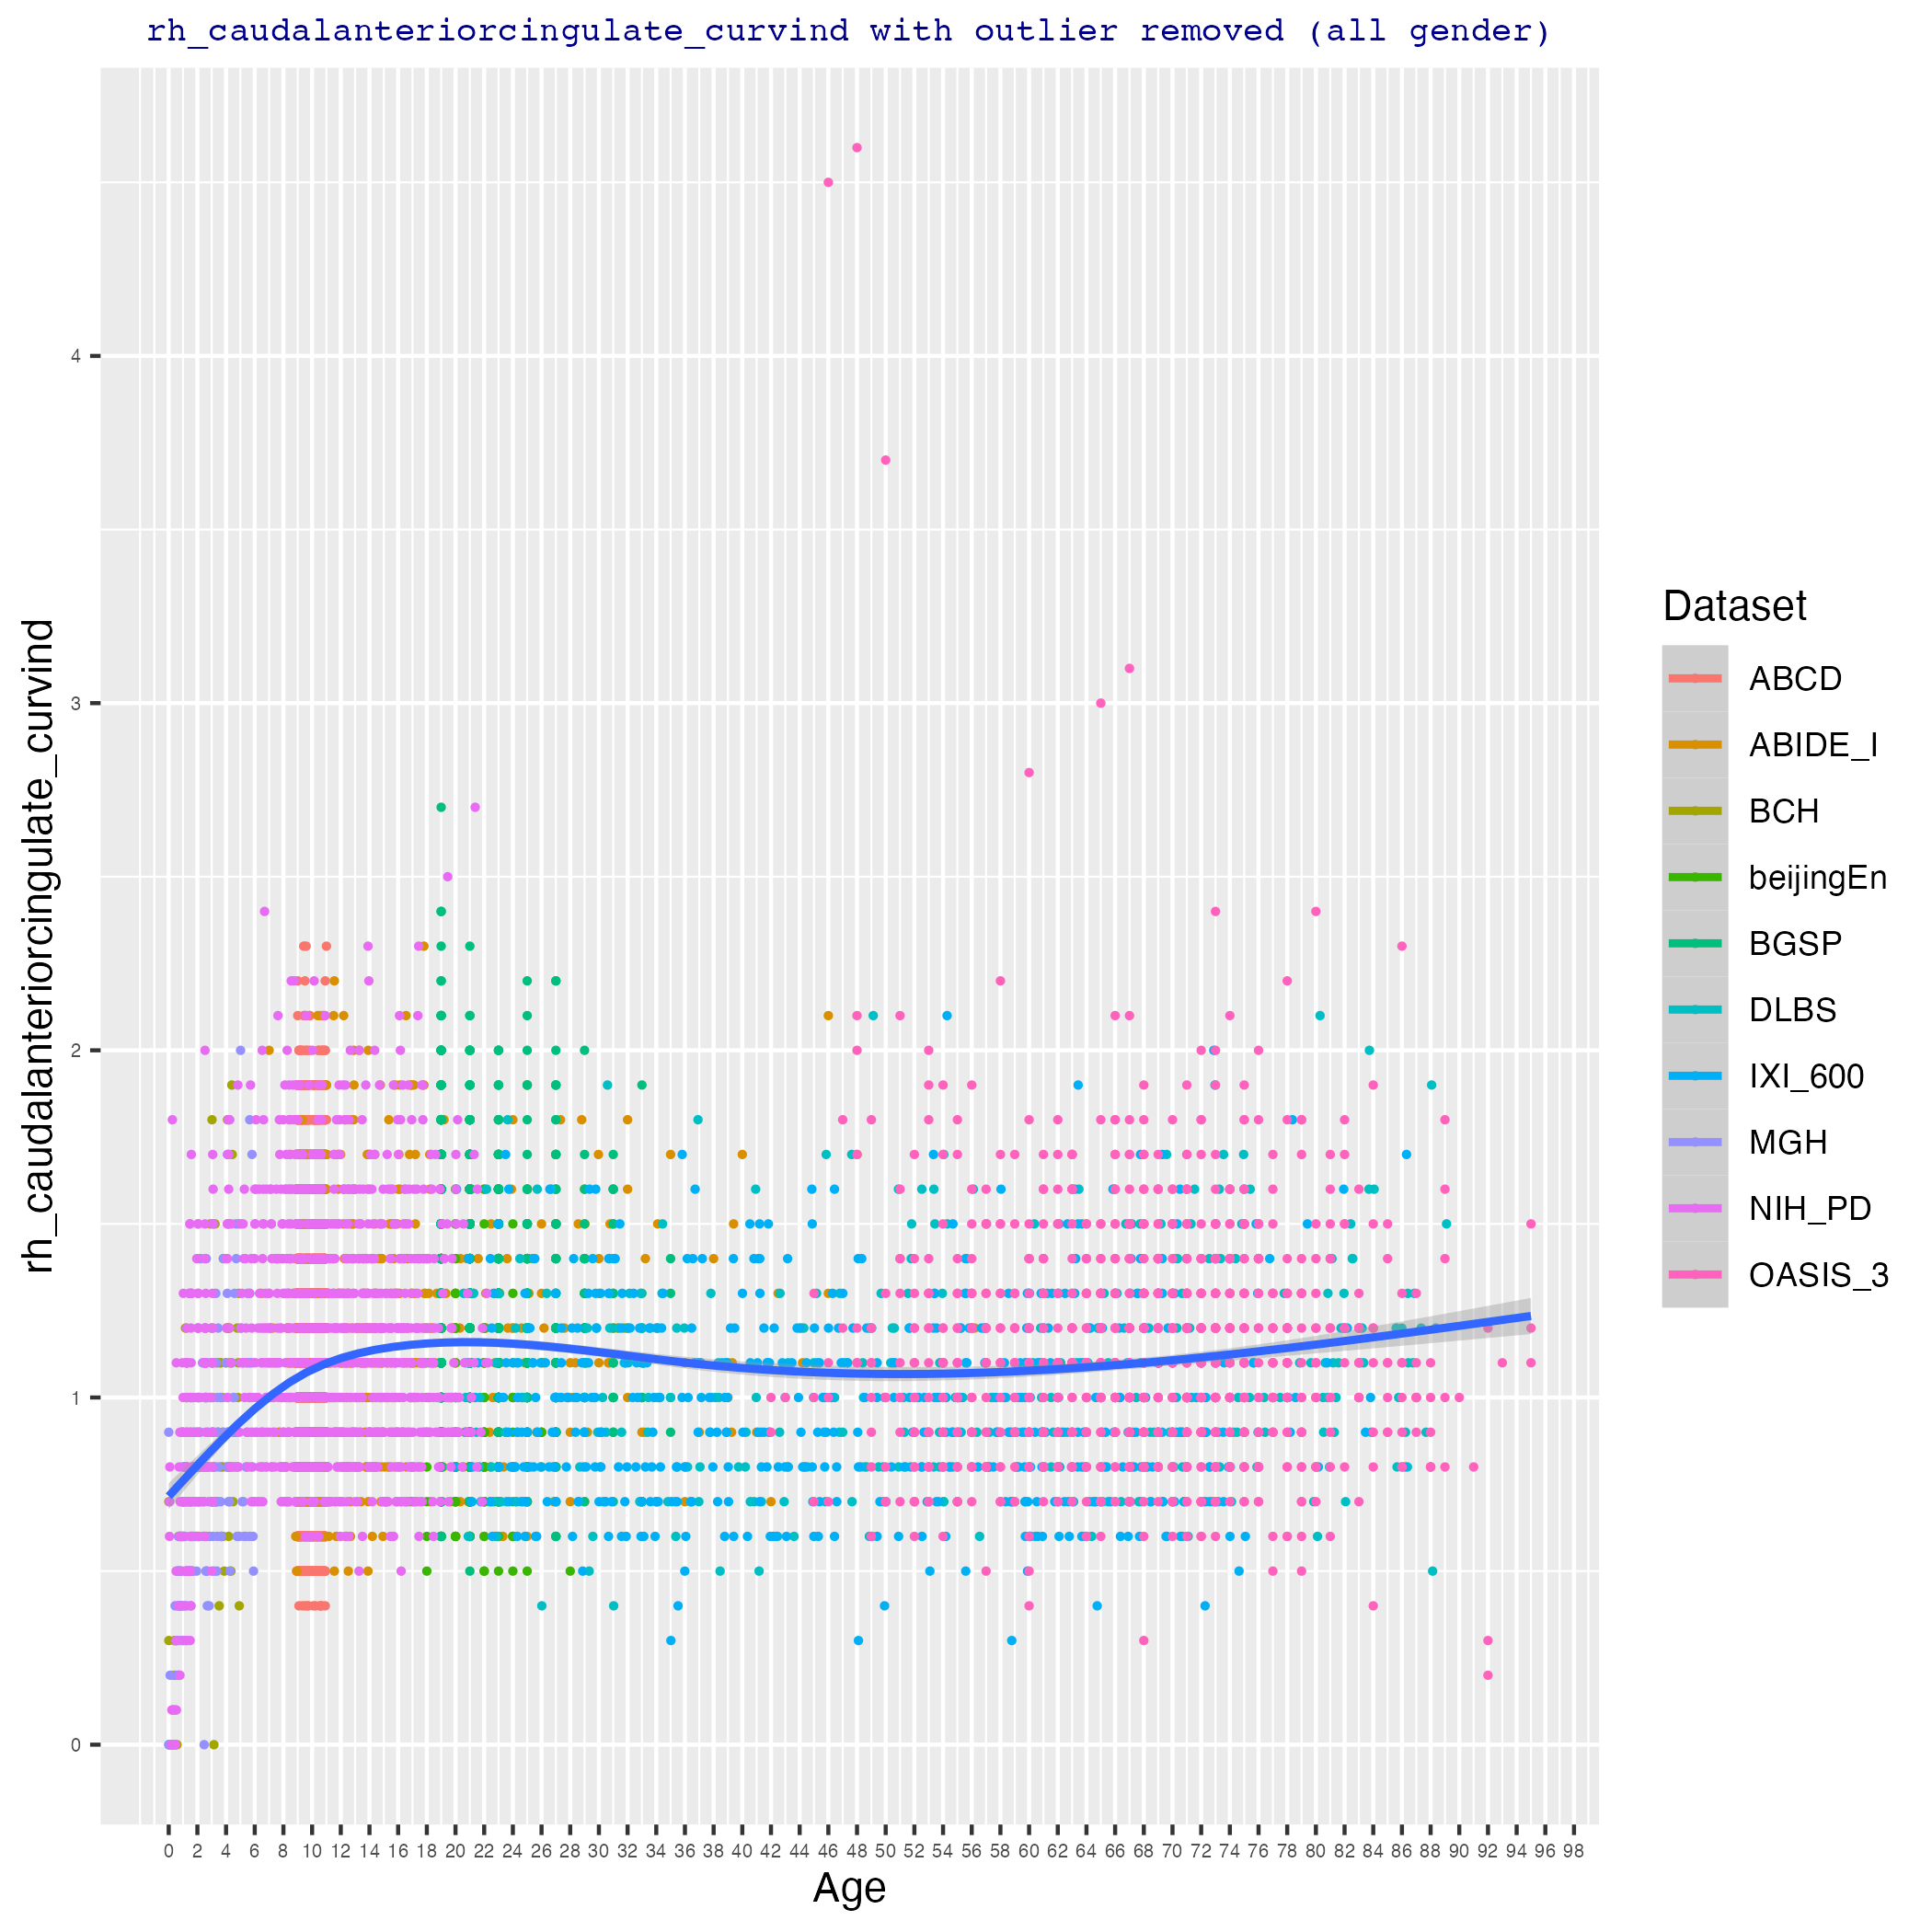 rh_caudalanteriorcingulate_curvind with outlier removed (all gender)
rh_caudalanteriorcingulate_curvind
4
3
2
1
0
0 2 4 6 8 10 12 14 16 18 20 22 24 26 28 30 32 34 36 38 40 42 44 46 48 50 52 54 56 58 60 62 64 66 68 70 72 74 76 78 80 82 84 86 88 90 92 94 96 98
Age
Dataset
ABCD
ABIDE_I
BCH
beijingEn
BGSP
DLBS
IXI_600
MGH
NIH_PD
OASIS_3